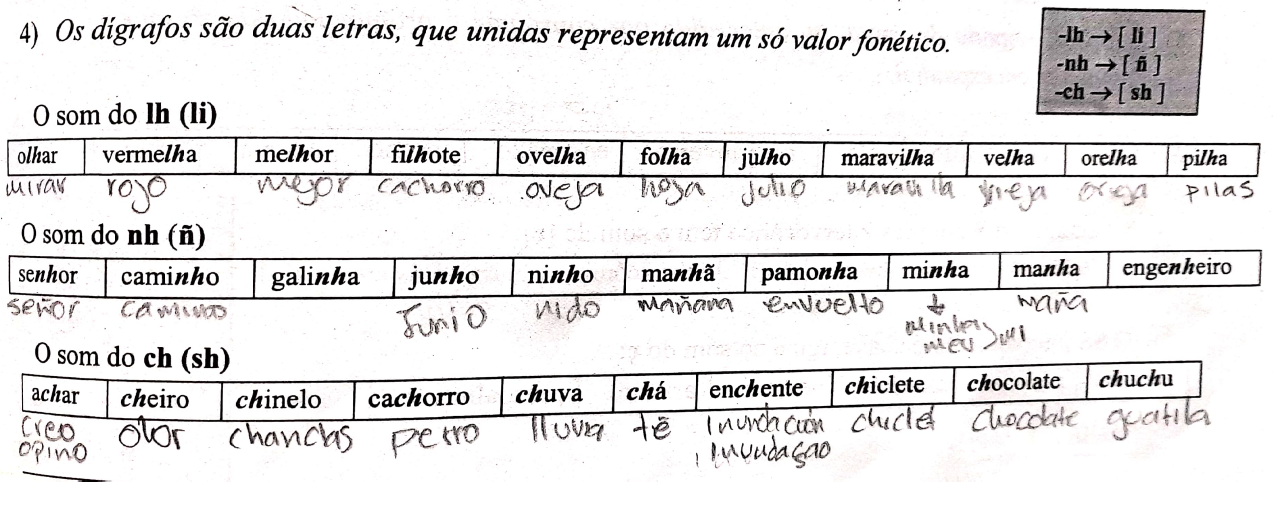 4) Os dígrafos são duas letras, que unidas representam um só valor fonético.
-lh → [ li ]
-nh → [ ñ ]
-ch → [ sh ]
O som do lh (li)
olhar vermelha melhor filhote ovelha folha julho maravilha velha orelha pilha
mirar rojo mejor cachorro oveja hoja julio maravilla vieja oreja pilas
O som do nh (ñ)
senhor caminho galinha junho ninho manhã pamonha minha manha engenheiro
señor camino Junio nido mañana envuelto maña
meu mi
O som do ch (sh)
achar cheiro chinelo cachorro chuva chá enchente chiclete chocolate chuchu
creo olor chanclas perro lluvia té Inundación chiclet chocolate guatila
opino Inundaçao